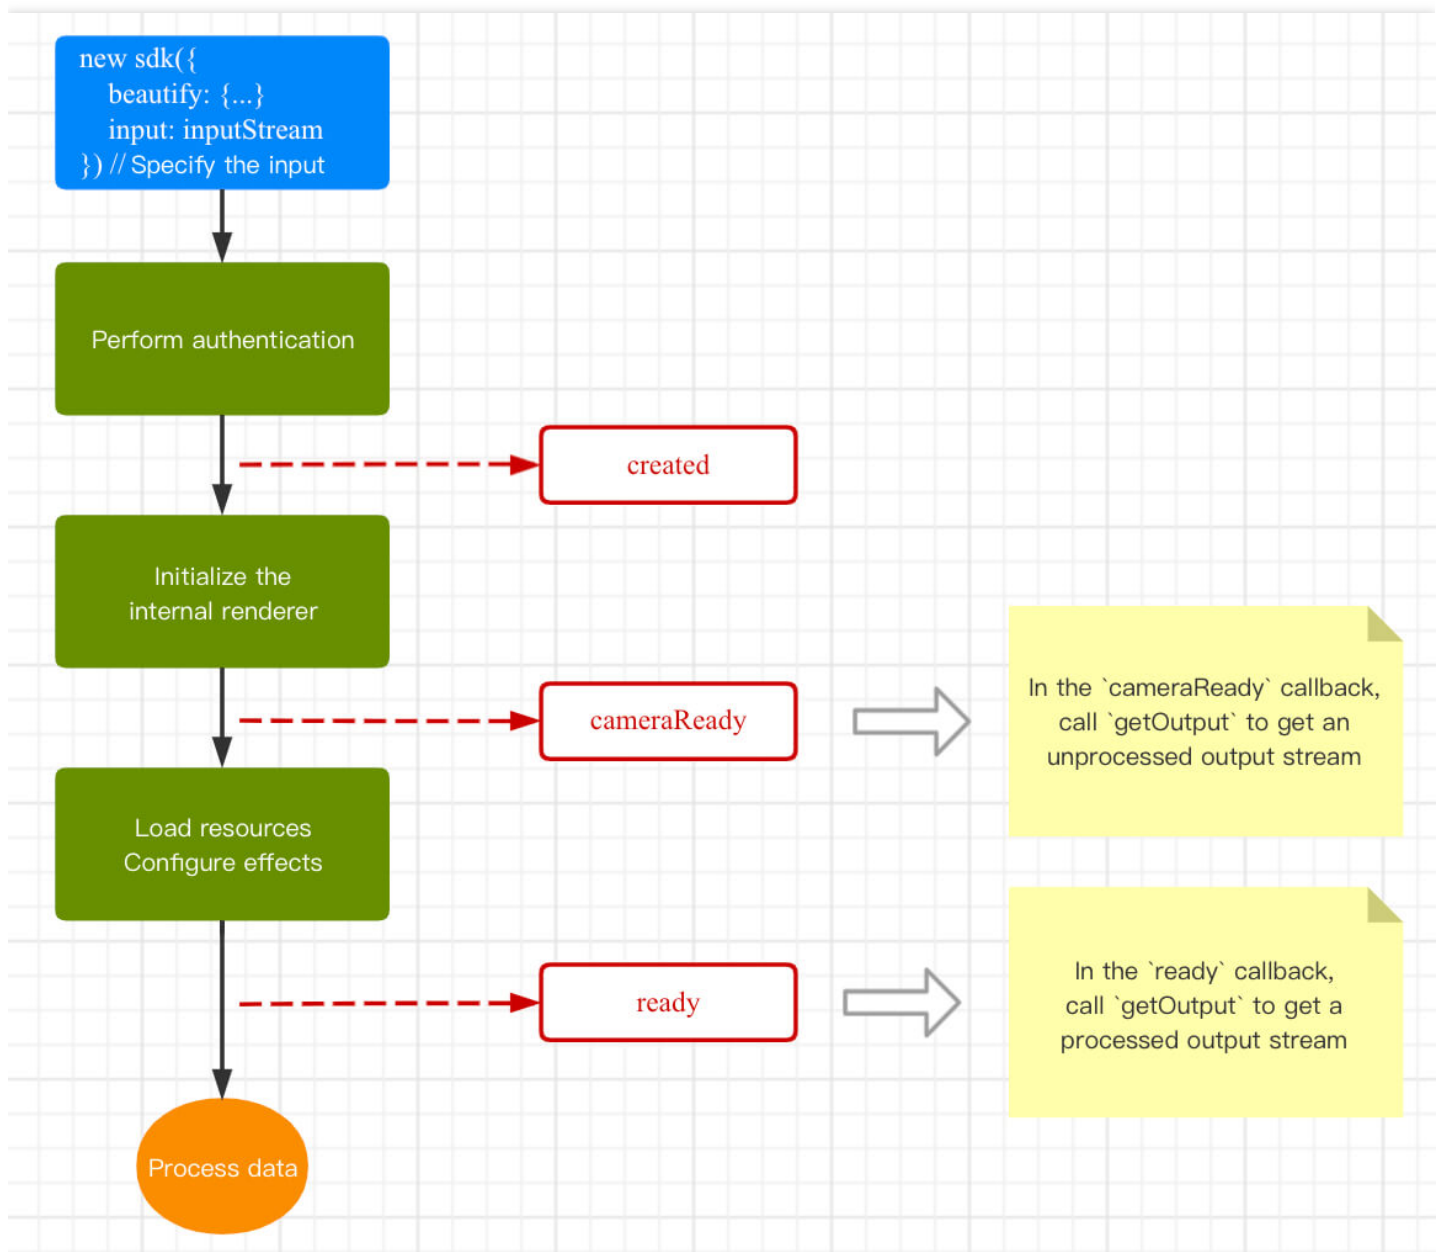 new sdk({
beautify: {...}
input: inputStream
}) // Specify the input
Perform authentication
created
Initialize the
internal renderer
cameraReady
In the `cameraReady` callback,
call `getOutput` to get an
unprocessed output stream
Load resources
Configure effects
ready
In the `ready` callback,
call `getOutput` to get a
processed output stream
Process data